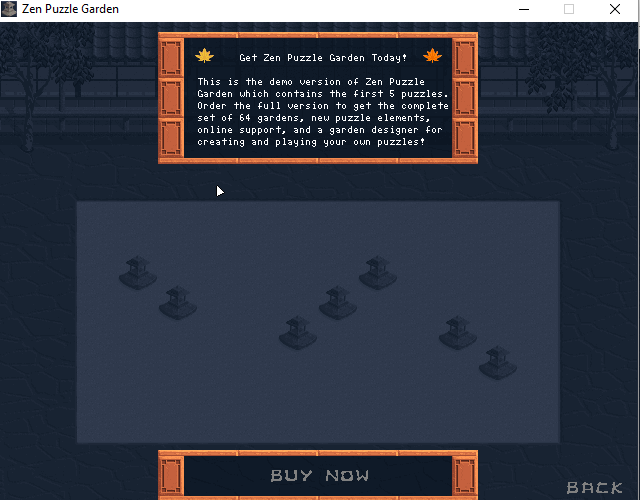 Zen Puzzle Garden
Get Zen Puzzle Garden Today!
This is the demo version of Zen Puzzle
Garden which contains the first 5 puzzles.
Order the full version to get the complete
set of 64 gardens, new puzzle elements,
online support, and a garden designer for
creating and playing your own puzzles!
BUY NOW
BACK